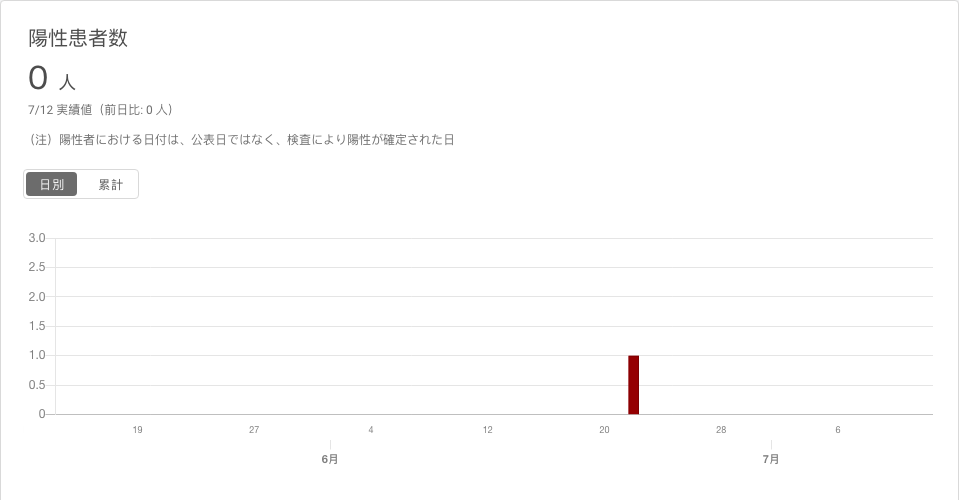 陽性患者数
0 人
7/12 実績値（前日比: 0 人）
（注）陽性者における日付は、公表日ではなく、検査により陽性が確定された日
日別 累計
3.0
2.5
2.0
1.5
1.0
0.5
0
19 27 4 12 20 28 6
6月 7月